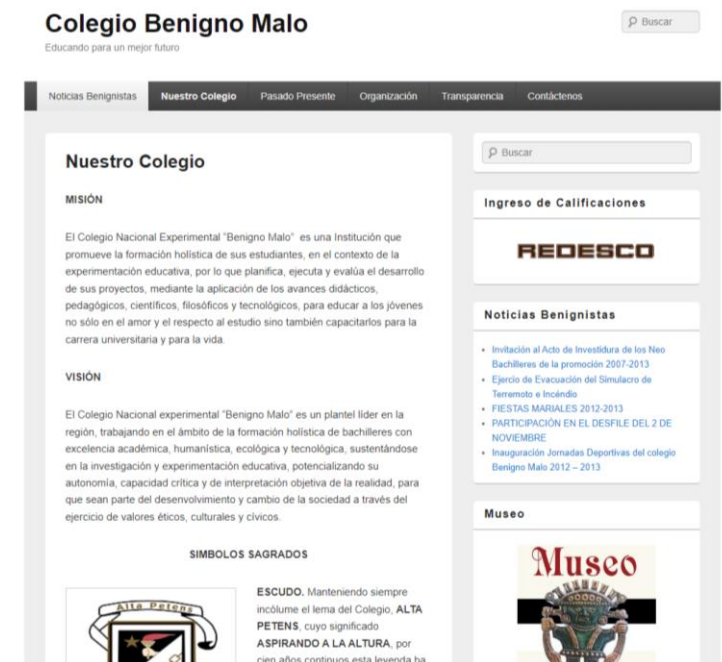 Colegio Benigno Malo
Educando para un mejor futuro
Buscar
Noticias Benignistas Nuestro Colegio Pasado Presente Organización Transparencia Contáctenos
Nuestro Colegio
MISIÓN
El Colegio Nacional Experimental "Benigno Malo" es una Institución que
promueve la formación holística de sus estudiantes, en el contexto de la
experimentación educativa, por lo que planifica, ejecuta y evalúa el desarrollo
de sus proyectos, mediante la aplicación de los avances didácticos,
pedagógicos, científicos, filosóficos y tecnológicos, para educar a los jóvenes
no sólo en el amor y el respecto al estudio sino también capacitarlos para la
carrera universitaria y para la vida.
VISIÓN
El Colegio Nacional experimental "Benigno Malo" es un plantel líder en la
región, trabajando en el ámbito de la formación holística de bachilleres con
excelencia académica, humanística, ecológica y tecnológica, sustentándose
en la investigación y experimentación educativa, potencializando su
autonomía, capacidad crítica y de interpretación objetiva de la realidad, para
que sean parte del desenvolvimiento y cambio de la sociedad a través del
ejercicio de valores éticos, culturales y cívicos.
SIMBOLOS SAGRADOS
Alta Petens
ESCUDO. Manteniendo siempre
incólume el lema del Colegio, ALTA
PETENS, cuyo significado
ASPIRANDO A LA ALTURA, por
cien años continuos esta leyenda ha
Buscar
Ingreso de Calificaciones
REDESCO
Noticias Benignistas
Invitación al Acto de Investidura de los Neo
Bachilleres de la promoción 2007-2013
Ejercio de Evacuación del Simulacro de
Terremoto e Incéndio
FIESTAS MARIALES 2012-2013
PARTICIPACIÓN EN EL DESFILE DEL 2 DE
NOVIEMBRE
Inauguración Jornadas Deportivas del colegio
Benigno Malo 2012 – 2013
Museo
Museo